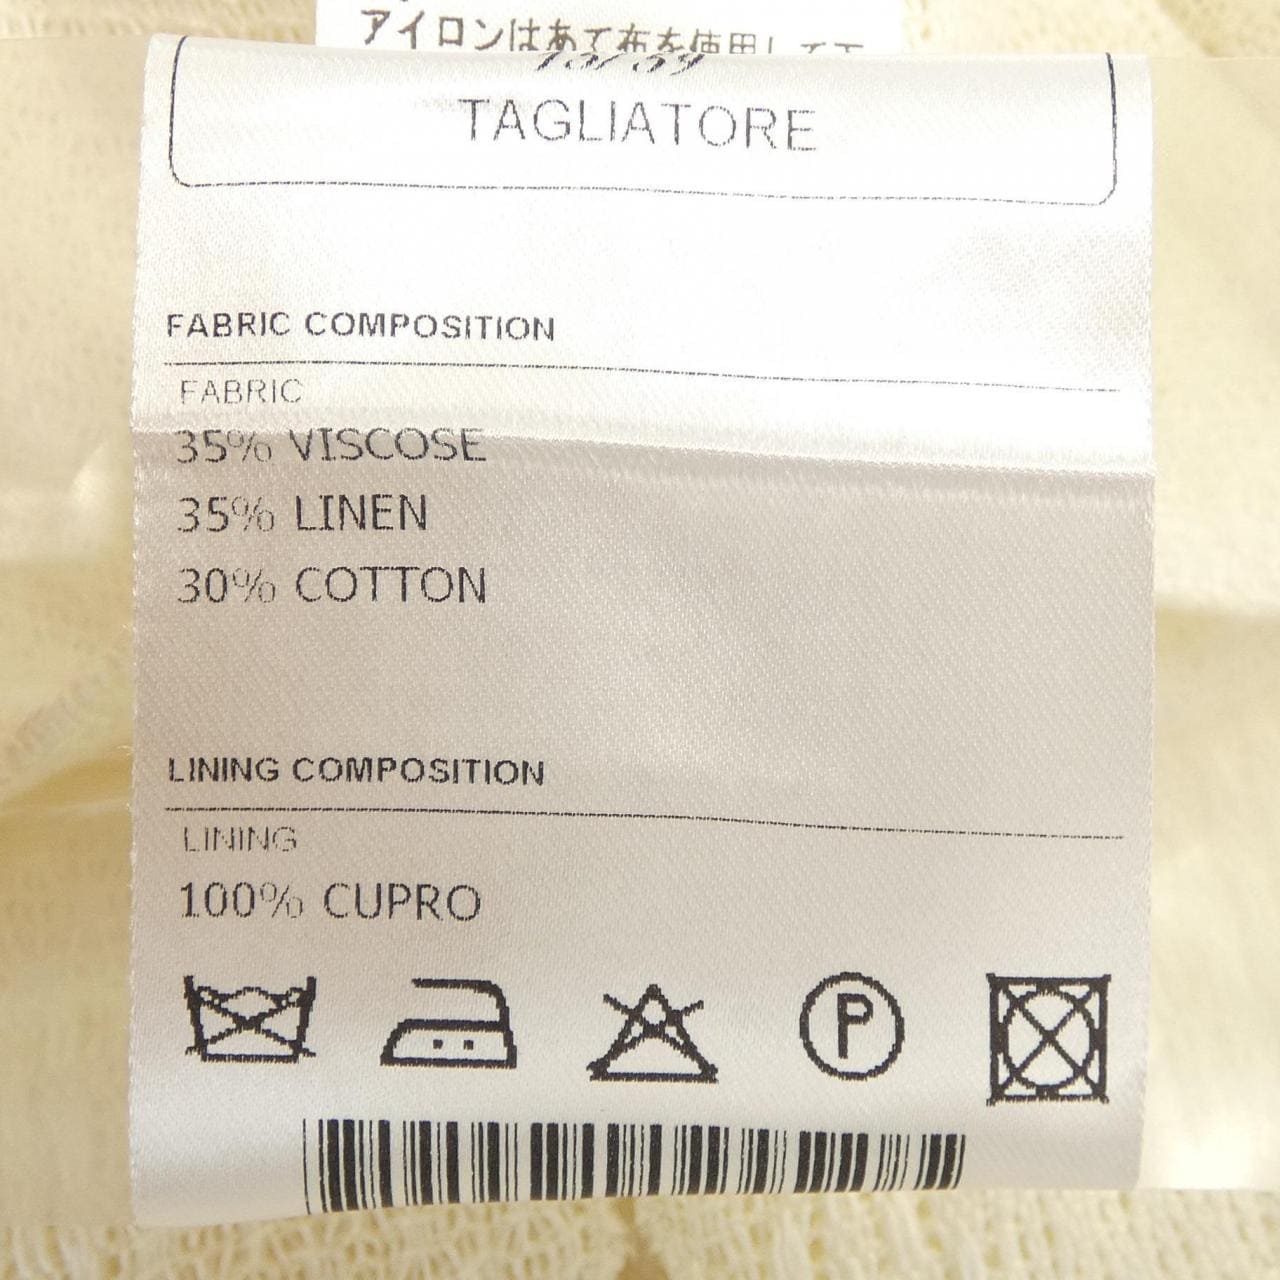 アイロンはあて布を使用して下
TAGLIATORE
FABRIC COMPOSITION
FABRIC
35% VISCOSE
35% LINEN
30% COTTON
LINING COMPOSITION
LINING
100% CUPRO
P